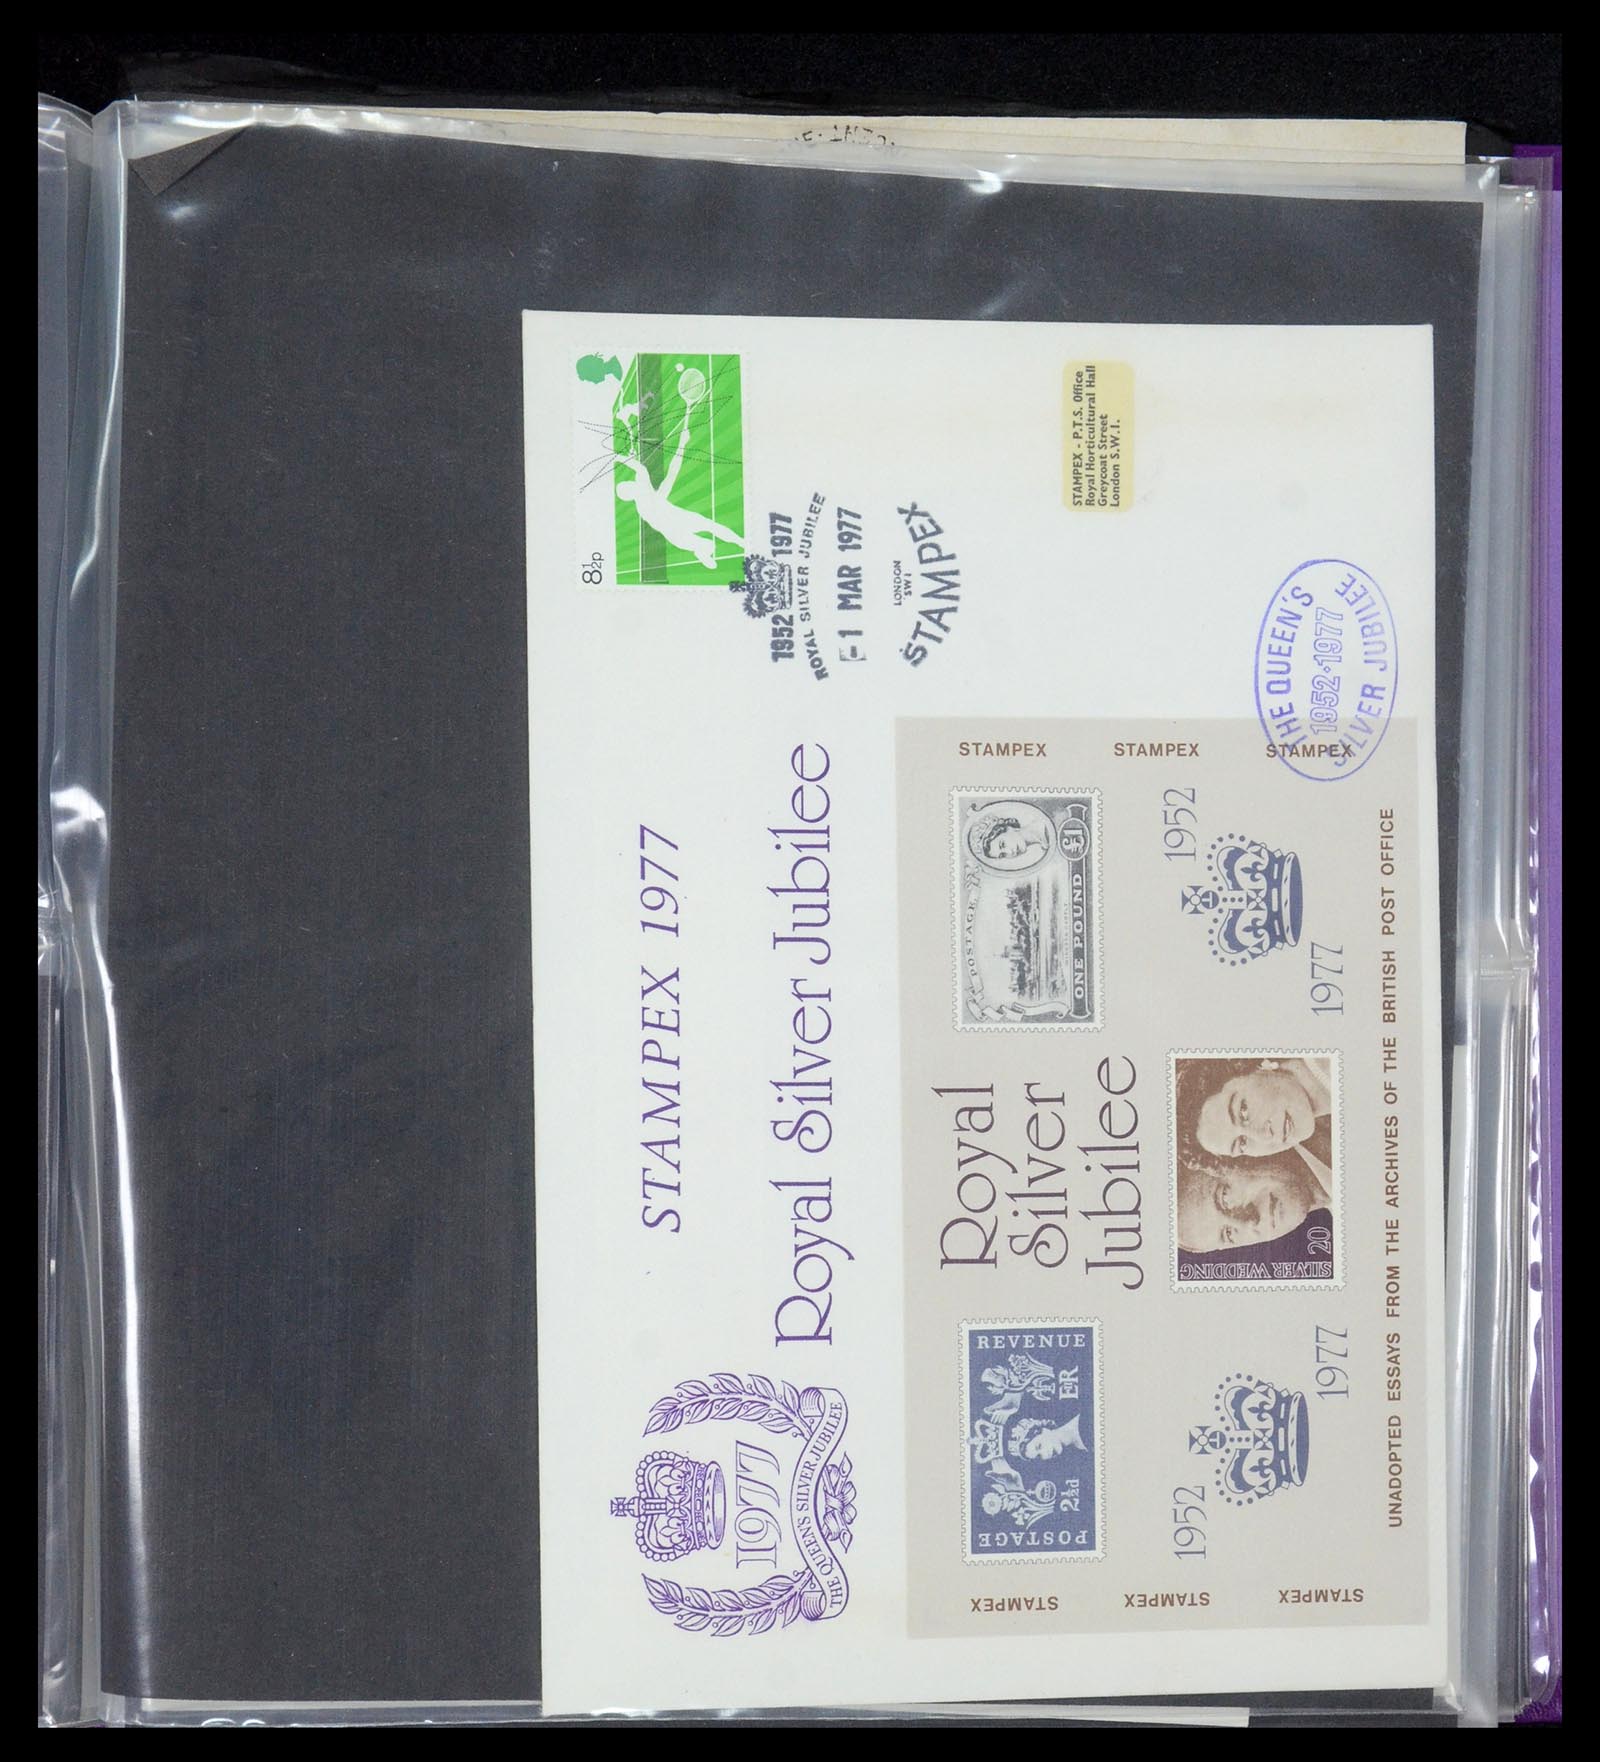 8½p
1952 1977
ROYAL SILVER JUBILEE
-1 MAR 1977
LONDON
SW1
STAMPEX
STAMPEX - P.T.S. Office
Royal Horticultural Hall
Greycoat Street
London S.W.1.
STAMPEX 1977
Royal Silver Jubilee
1977
THE QUEEN'S SILVER JUBILEE
THE QUEEN'S
1952·1977
SILVER JUBILEE
STAMPEX
STAMPEX
STAMPEX
POSTAGE
2½d
ER
REVENUE
Royal
Silver
Jubilee
POSTAGE
£1
ONE POUND
1952
1977
SILVER WEDDING
20
1952
1977
STAMPEX
STAMPEX
STAMPEX
UNADOPTED ESSAYS FROM THE ARCHIVES OF THE BRITISH POST OFFICE